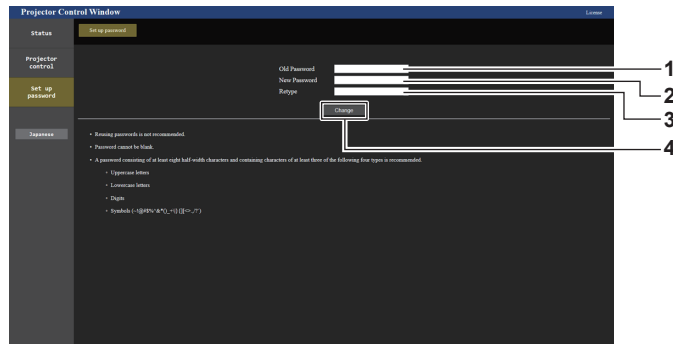 Projector Control Window
License
Status
Set up password
Projector
control
Set up
password
Japanese
Old Password
New Password
Retype
Change
1
2
3
4
• Reusing passwords is not recommended.
• Password cannot be blank.
• A password consisting of at least eight half-width characters and containing characters of at least three of the following four types is recommended.
• Uppercase letters
• Lowercase letters
• Digits